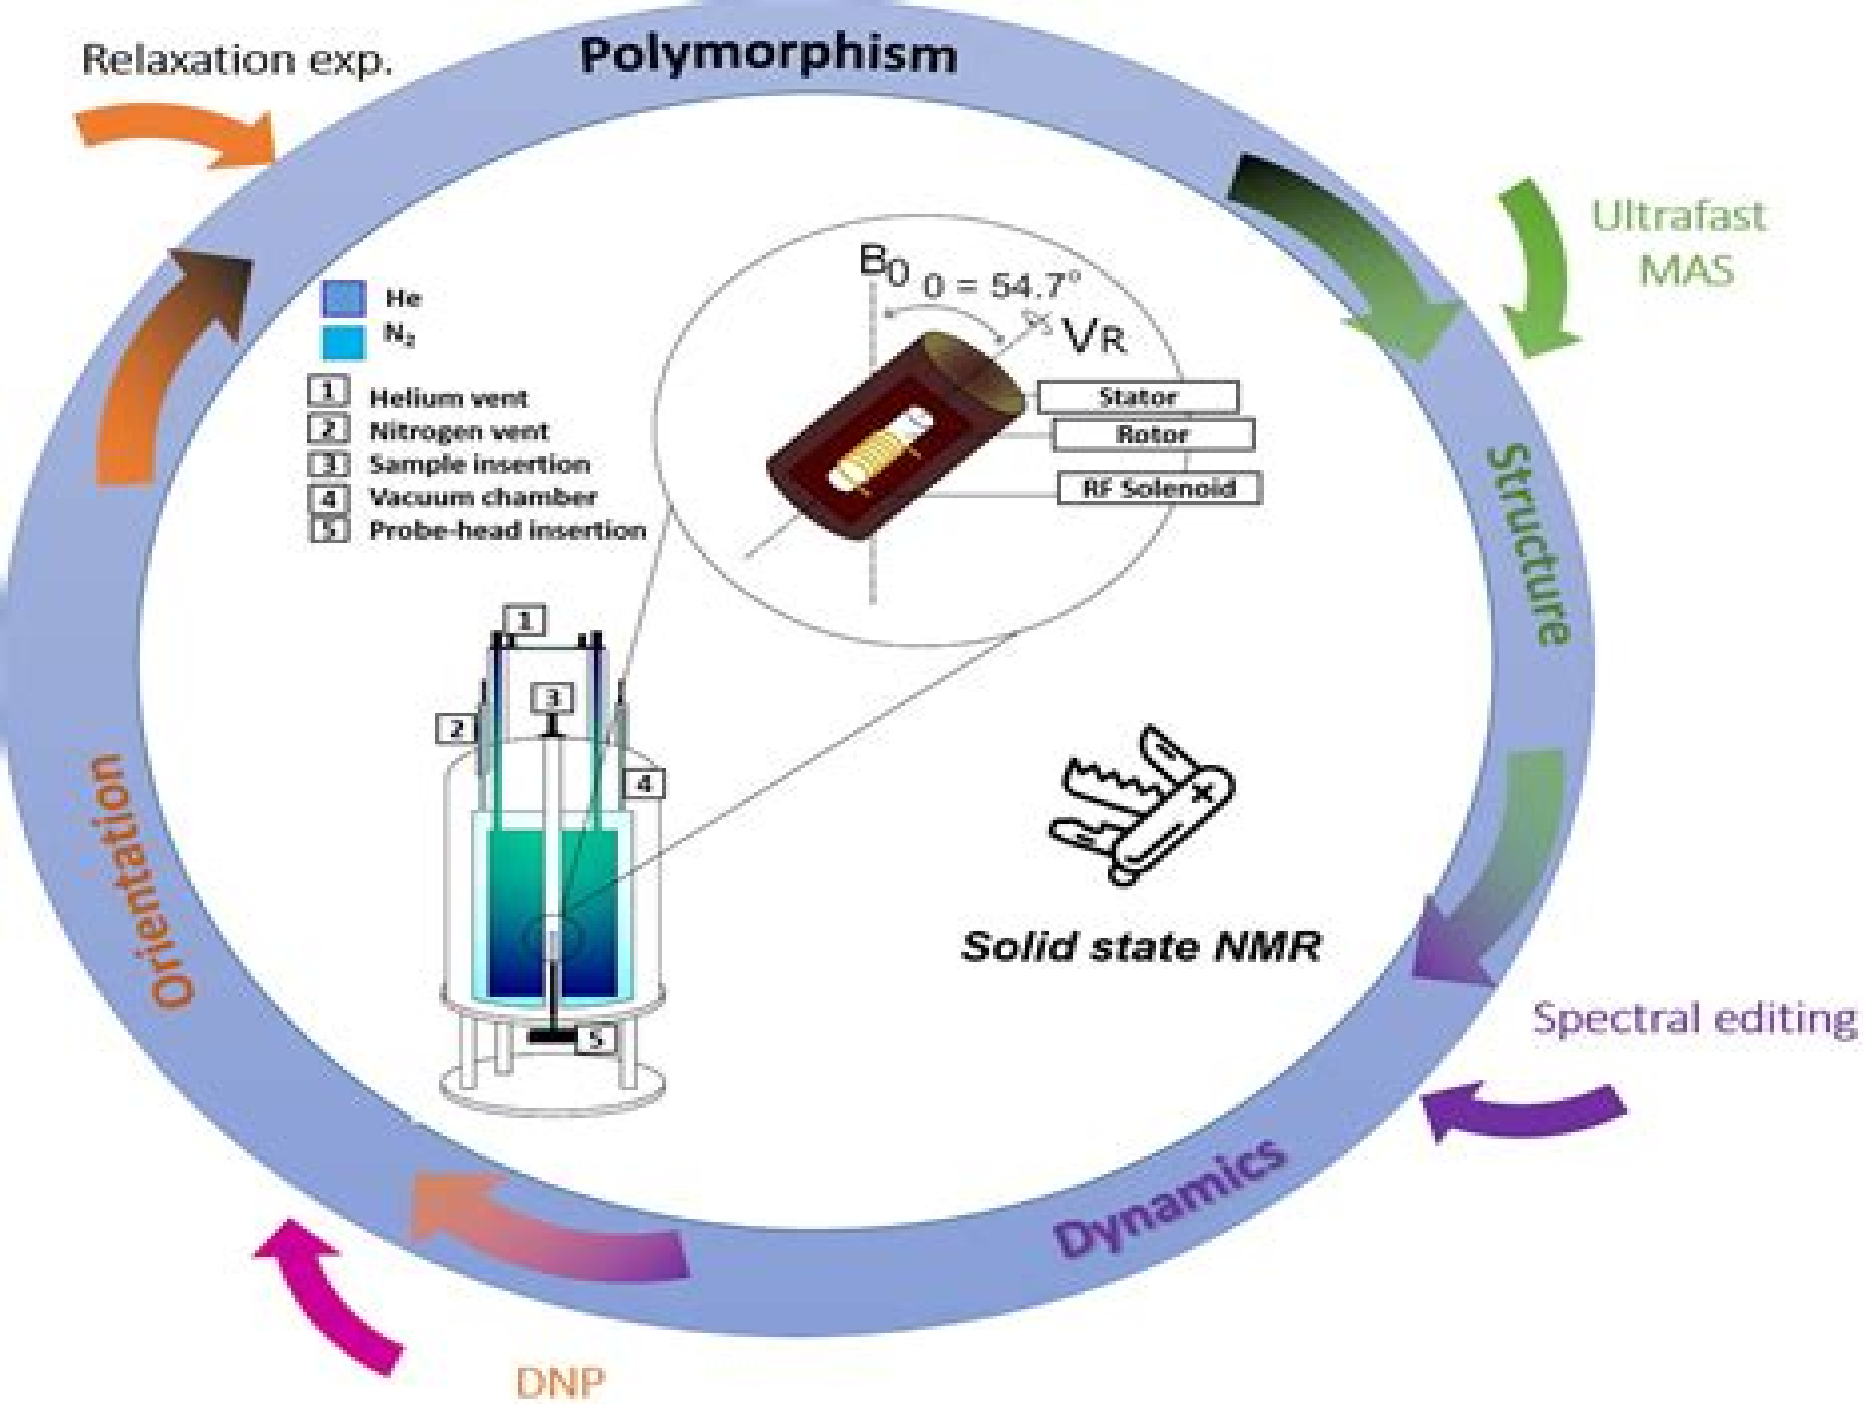 Relaxation exp.
Polymorphism
Ultrafast
MAS
He
N₂
B0
0 = 54.7°
VR
1 Helium vent
2 Nitrogen vent
3 Sample insertion
4 Vacuum chamber
5 Probe-head insertion
Stator
Rotor
RF Solenoid
Structure
1
3
2
4
5
Orientation
Solid state NMR
Spectral editing
Dynamics
DNP